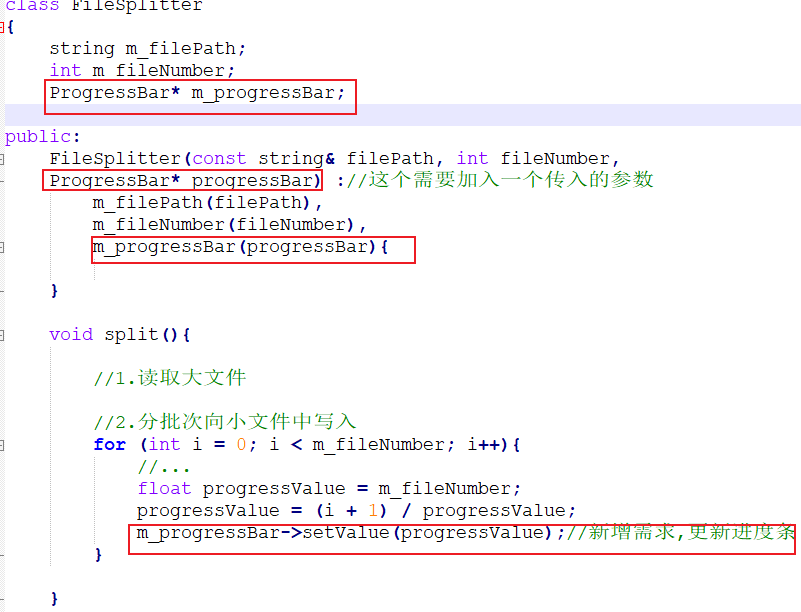 class FileSplitter
{
string m_filePath;
int m_fileNumber;
ProgressBar* m_progressBar;
public:
FileSplitter(const string& filePath, int fileNumber,
ProgressBar* progressBar) ://这个需要加入一个传入的参数
m_filePath(filePath),
m_fileNumber(fileNumber),
m_progressBar(progressBar){
}
void split(){
//1.读取大文件
//2.分批次向小文件中写入
for (int i = 0; i < m_fileNumber; i++){
//...
float progressValue = m_fileNumber;
progressValue = (i + 1) / progressValue;
m_progressBar->setValue(progressValue);//新增需求,更新进度条
}
}